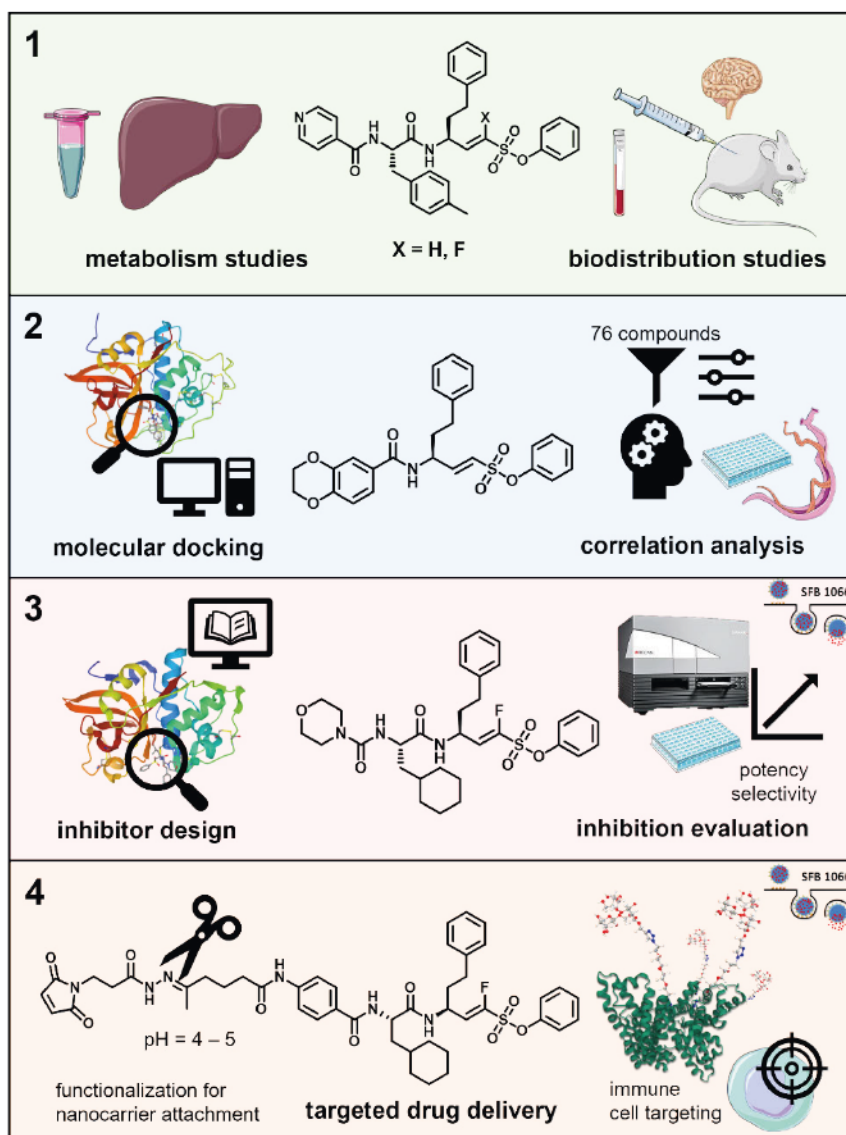 1
metabolism studies
X = H, F
biodistribution studies
N
O
H
N
O
N
H
X
O
S
O
O
2
76 compounds
molecular docking
correlation analysis
O
O
O
N
H
O
S
O
O
3
SFB 1066
inhibitor design
O
N
O
H
N
O
N
H
F
O
S
O
O
potency
selectivity
inhibition evaluation
4
SFB 1066
O
N
O
O
H
N
N
O
H
N
O
H
N
O
N
H
F
O
S
O
O
pH = 4 – 5
functionalization for
nanocarrier attachment
targeted drug delivery
immune
cell targeting